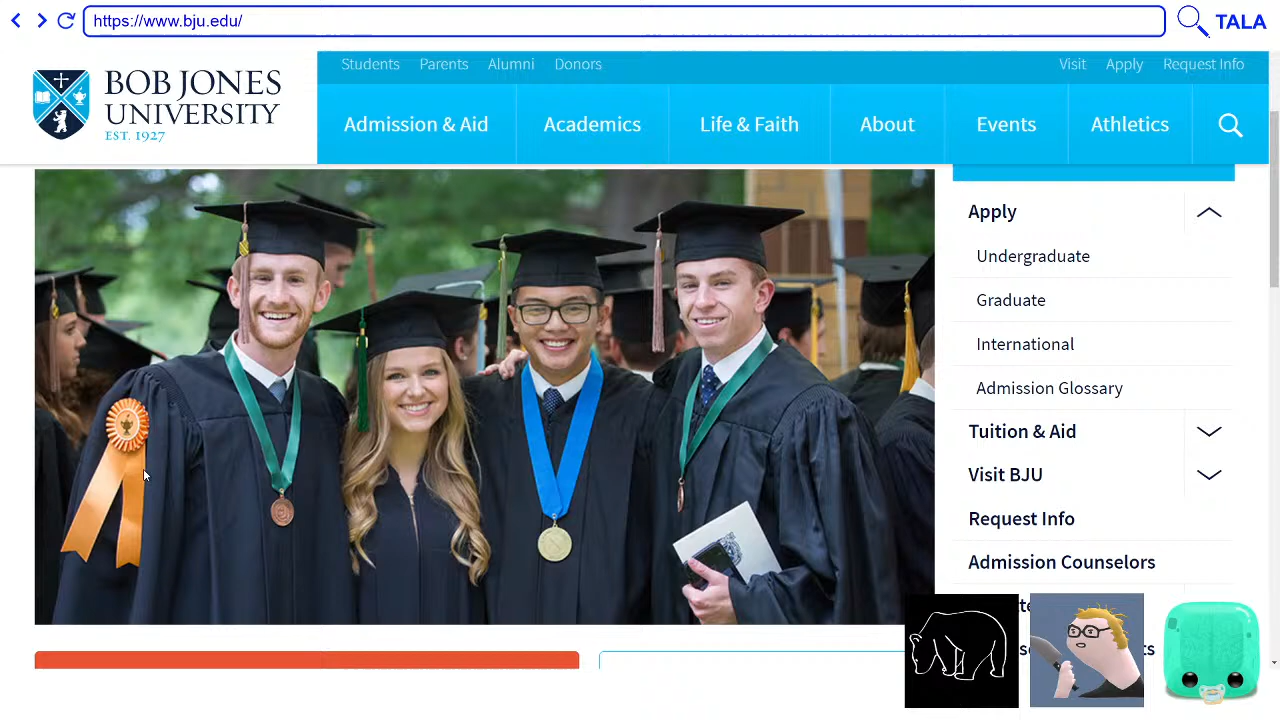 https://www.bju.edu/
TALA
BOB JONES
UNIVERSITY
EST. 1927
Students Parents Alumni Donors
Visit Apply Request Info
Admission & Aid Academics Life & Faith About Events Athletics
Apply
Undergraduate
Graduate
International
Admission Glossary
Tuition & Aid
Visit BJU
Request Info
Admission Counselors